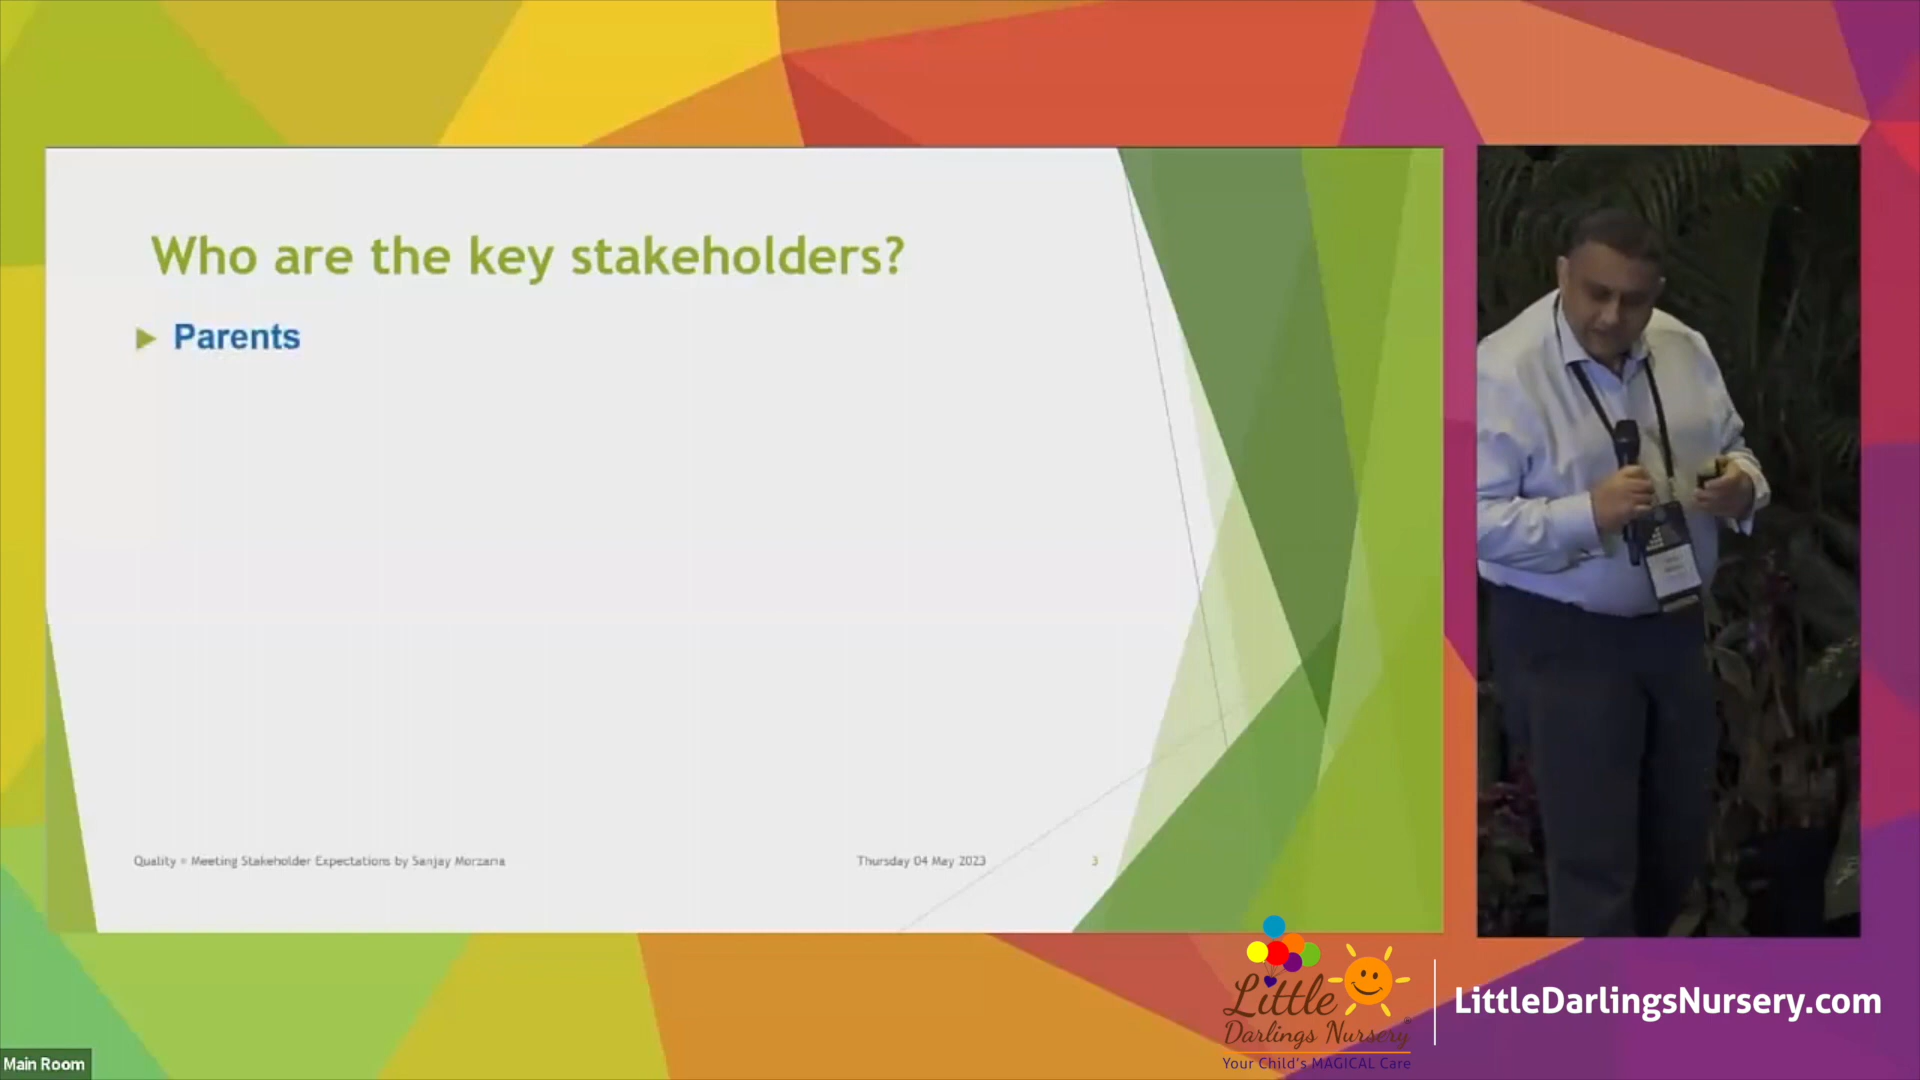 Who are the key stakeholders?
Parents
Quality = Meeting Stakeholder Expectations by Sanjay Morzana
Thursday 04 May 2023
3
Little
Darlings Nursery®
Your Child's MAGICAL Care
LittleDarlingsNursery.com
Main Room